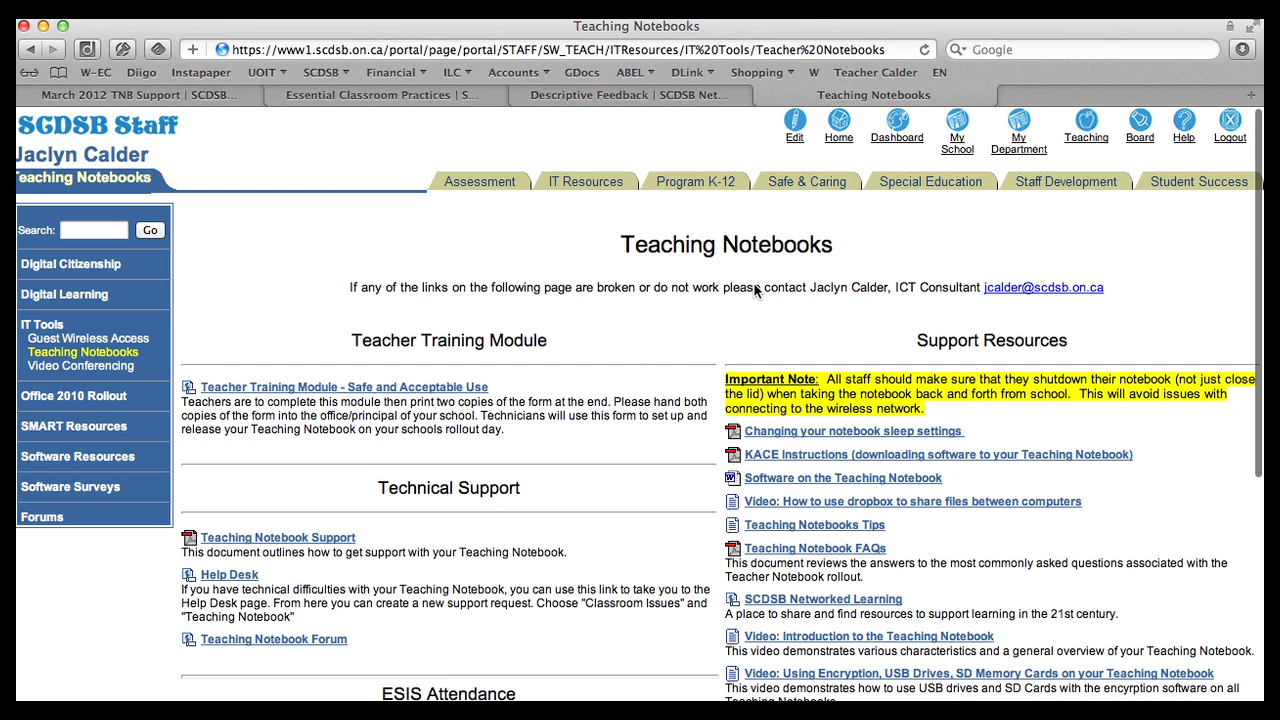 Teaching Notebooks
https://www1.scdsb.on.ca/portal/page/portal/STAFF/SW_TEACH/ITResources/IT%20Tools/Teacher%20Notebooks
Google
W-EC Diigo Instapaper UOIT SCDSB Financial ILC Accounts GDocs ABEL DLink Shopping W Teacher Calder EN
March 2012 TNB Support | SCDSB... Essential Classroom Practices | S... Descriptive Feedback | SCDSB Net... Teaching Notebooks
SCDSB Staff
Jaclyn Calder
Teaching Notebooks
Edit Home Dashboard My School My Department Teaching Board Help Logout
Assessment IT Resources Program K-12 Safe & Caring Special Education Staff Development Student Success
Search: Go
Digital Citizenship
Digital Learning
IT Tools
Guest Wireless Access
Teaching Notebooks
Video Conferencing
Office 2010 Rollout
SMART Resources
Software Resources
Software Surveys
Forums
Teaching Notebooks
If any of the links on the following page are broken or do not work please contact Jaclyn Calder, ICT Consultant jcalder@scdsb.on.ca
Teacher Training Module
Teacher Training Module - Safe and Acceptable Use
Teachers are to complete this module then print two copies of the form at the end. Please hand both
copies of the form into the office/principal of your school. Technicians will use this form to set up and
release your Teaching Notebook on your schools rollout day.
Technical Support
Teaching Notebook Support
This document outlines how to get support with your Teaching Notebook.
Help Desk
If you have technical difficulties with your Teaching Notebook, you can use this link to take you to the
Help Desk page. From here you can create a new support request. Choose "Classroom Issues" and
"Teaching Notebook"
Teaching Notebook Forum
ESIS Attendance
Support Resources
Important Note: All staff should make sure that they shutdown their notebook (not just close
the lid) when taking the notebook back and forth from school. This will avoid issues with
connecting to the wireless network.
Changing your notebook sleep settings
KACE Instructions (downloading software to your Teaching Notebook)
Software on the Teaching Notebook
Video: How to use dropbox to share files between computers
Teaching Notebooks Tips
Teaching Notebook FAQs
This document reviews the answers to the most commonly asked questions associated with the
Teacher Notebook rollout.
SCDSB Networked Learning
A place to share and find resources to support learning in the 21st century.
Video: Introduction to the Teaching Notebook
This video demonstrates various characteristics and a general overview of your Teaching Notebook.
Video: Using Encryption, USB Drives, SD Memory Cards on your Teaching Notebook
This video demonstrates how to use USB drives and SD Cards with the encyrption software on all
Teaching Notebooks